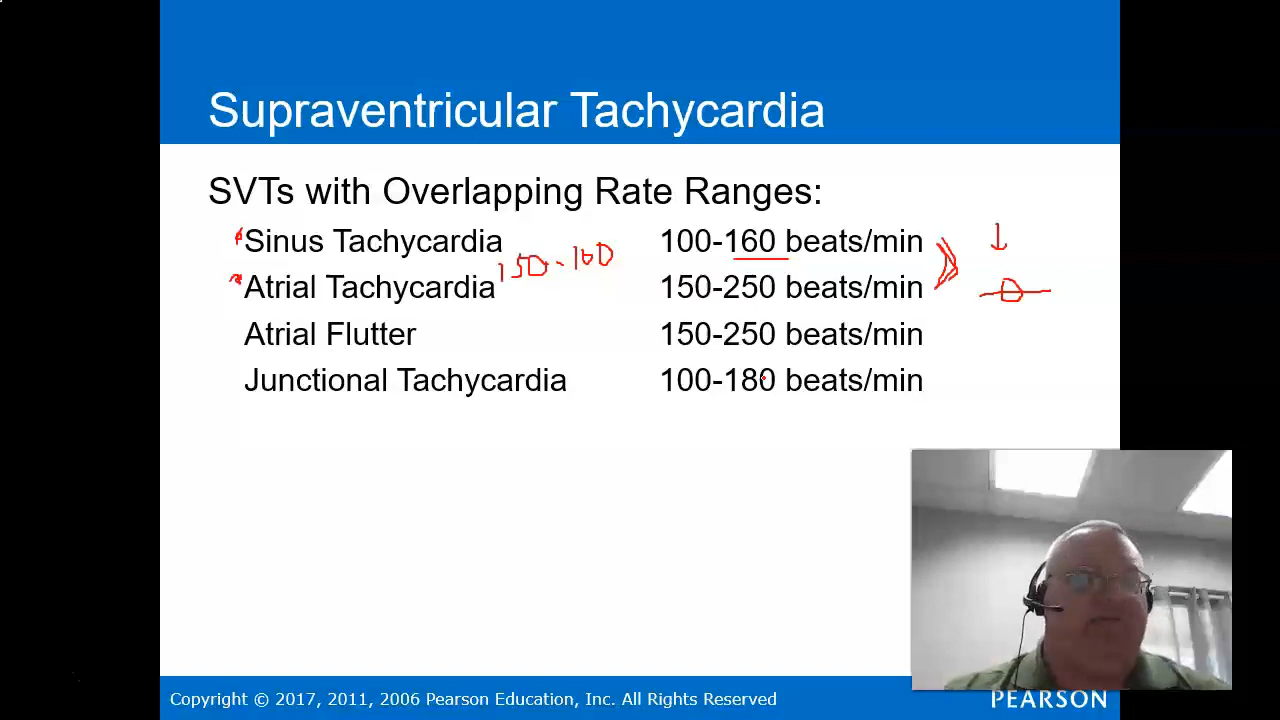 Supraventricular Tachycardia
SVTs with Overlapping Rate Ranges:
Sinus Tachycardia 100-160 beats/min
150-160
Atrial Tachycardia 150-250 beats/min
Atrial Flutter 150-250 beats/min
Junctional Tachycardia 100-180 beats/min
Copyright © 2017, 2011, 2006 Pearson Education, Inc. All Rights Reserved
PEARSON